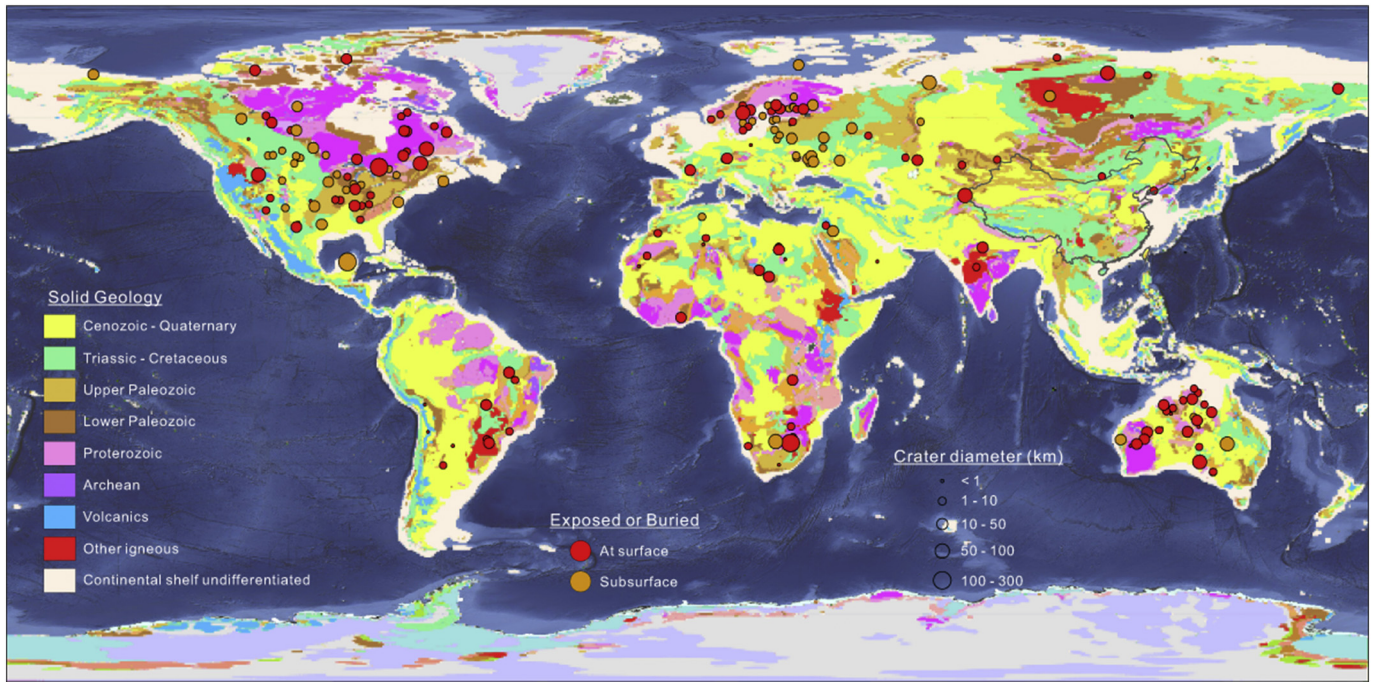 Solid Geology
Cenozoic - Quaternary
Triassic - Cretaceous
Upper Paleozoic
Lower Paleozoic
Proterozoic
Archean
Volcanics
Other igneous
Continental shelf undifferentiated
Exposed or Buried
At surface
Subsurface
Crater diameter (km)
< 1
1 - 10
10 - 50
50 - 100
100 - 300